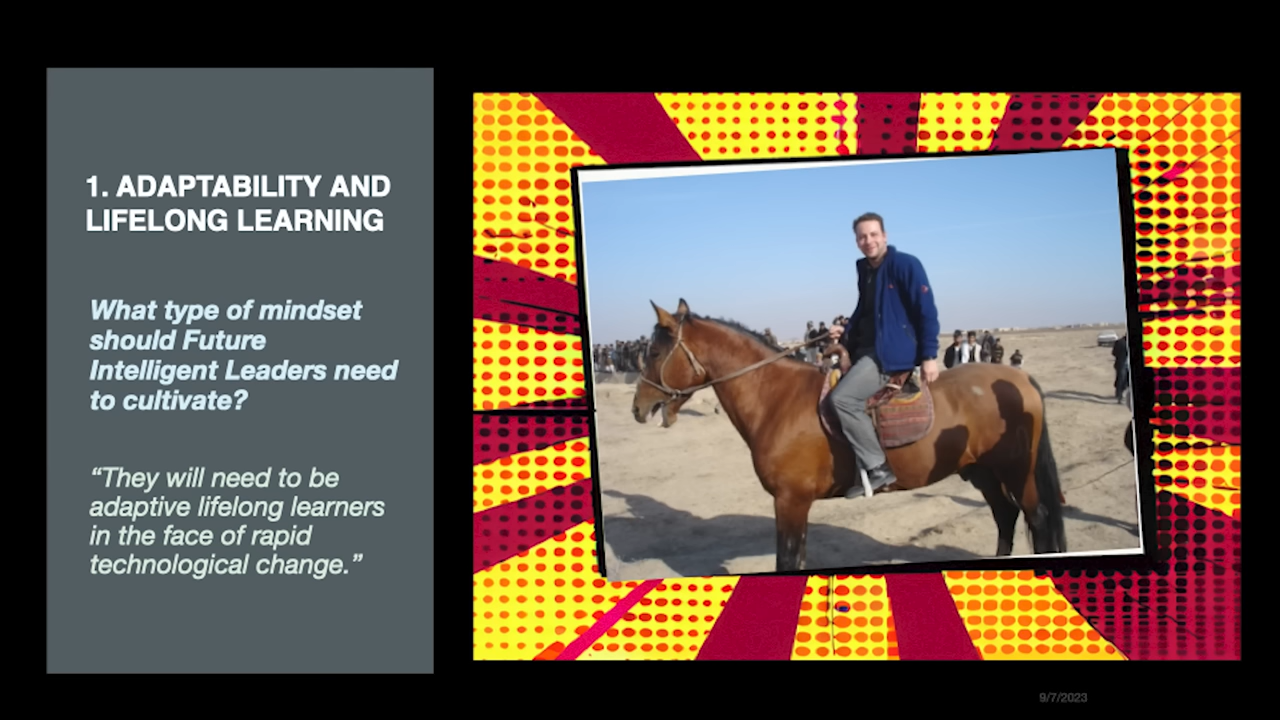 1. ADAPTABILITY AND
LIFELONG LEARNING
What type of mindset
should Future
Intelligent Leaders need
to cultivate?
“They will need to be
adaptive lifelong learners
in the face of rapid
technological change.”
9/7/2023